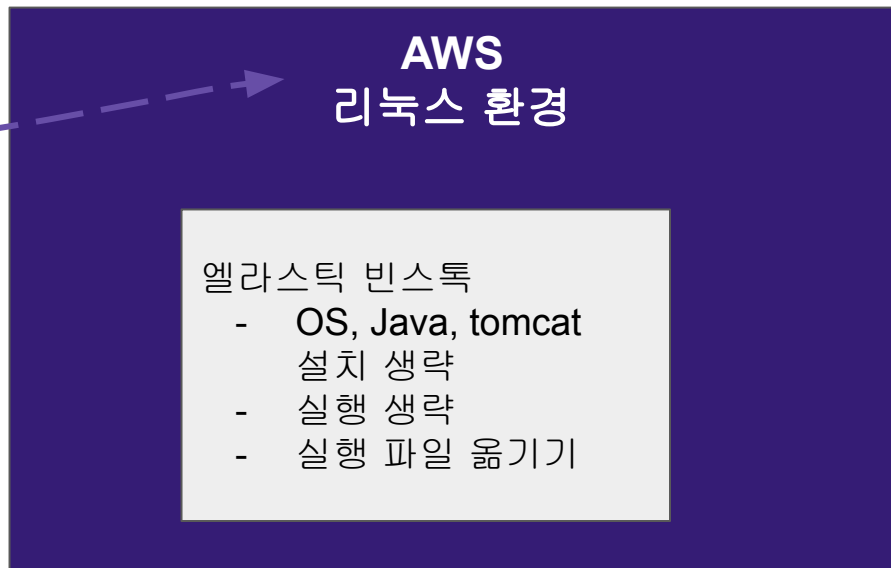 AWS
리눅스 환경
엘라스틱 빈스톡
- OS, Java, tomcat
설치 생략
- 실행 생략
- 실행 파일 옮기기